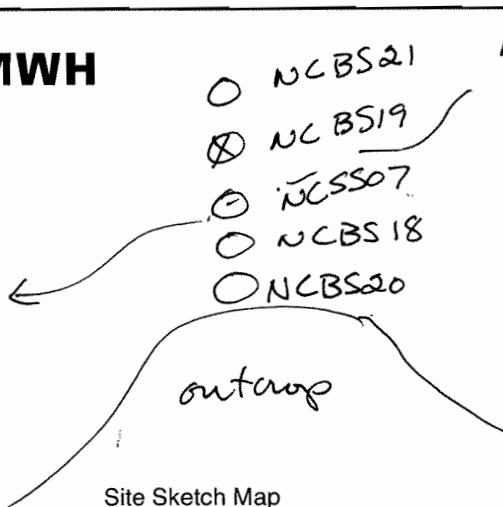 MWH
NCBS21
NCBS19
NCSS07
NCBS18
NCBS20
outcrop
Site Sketch Map